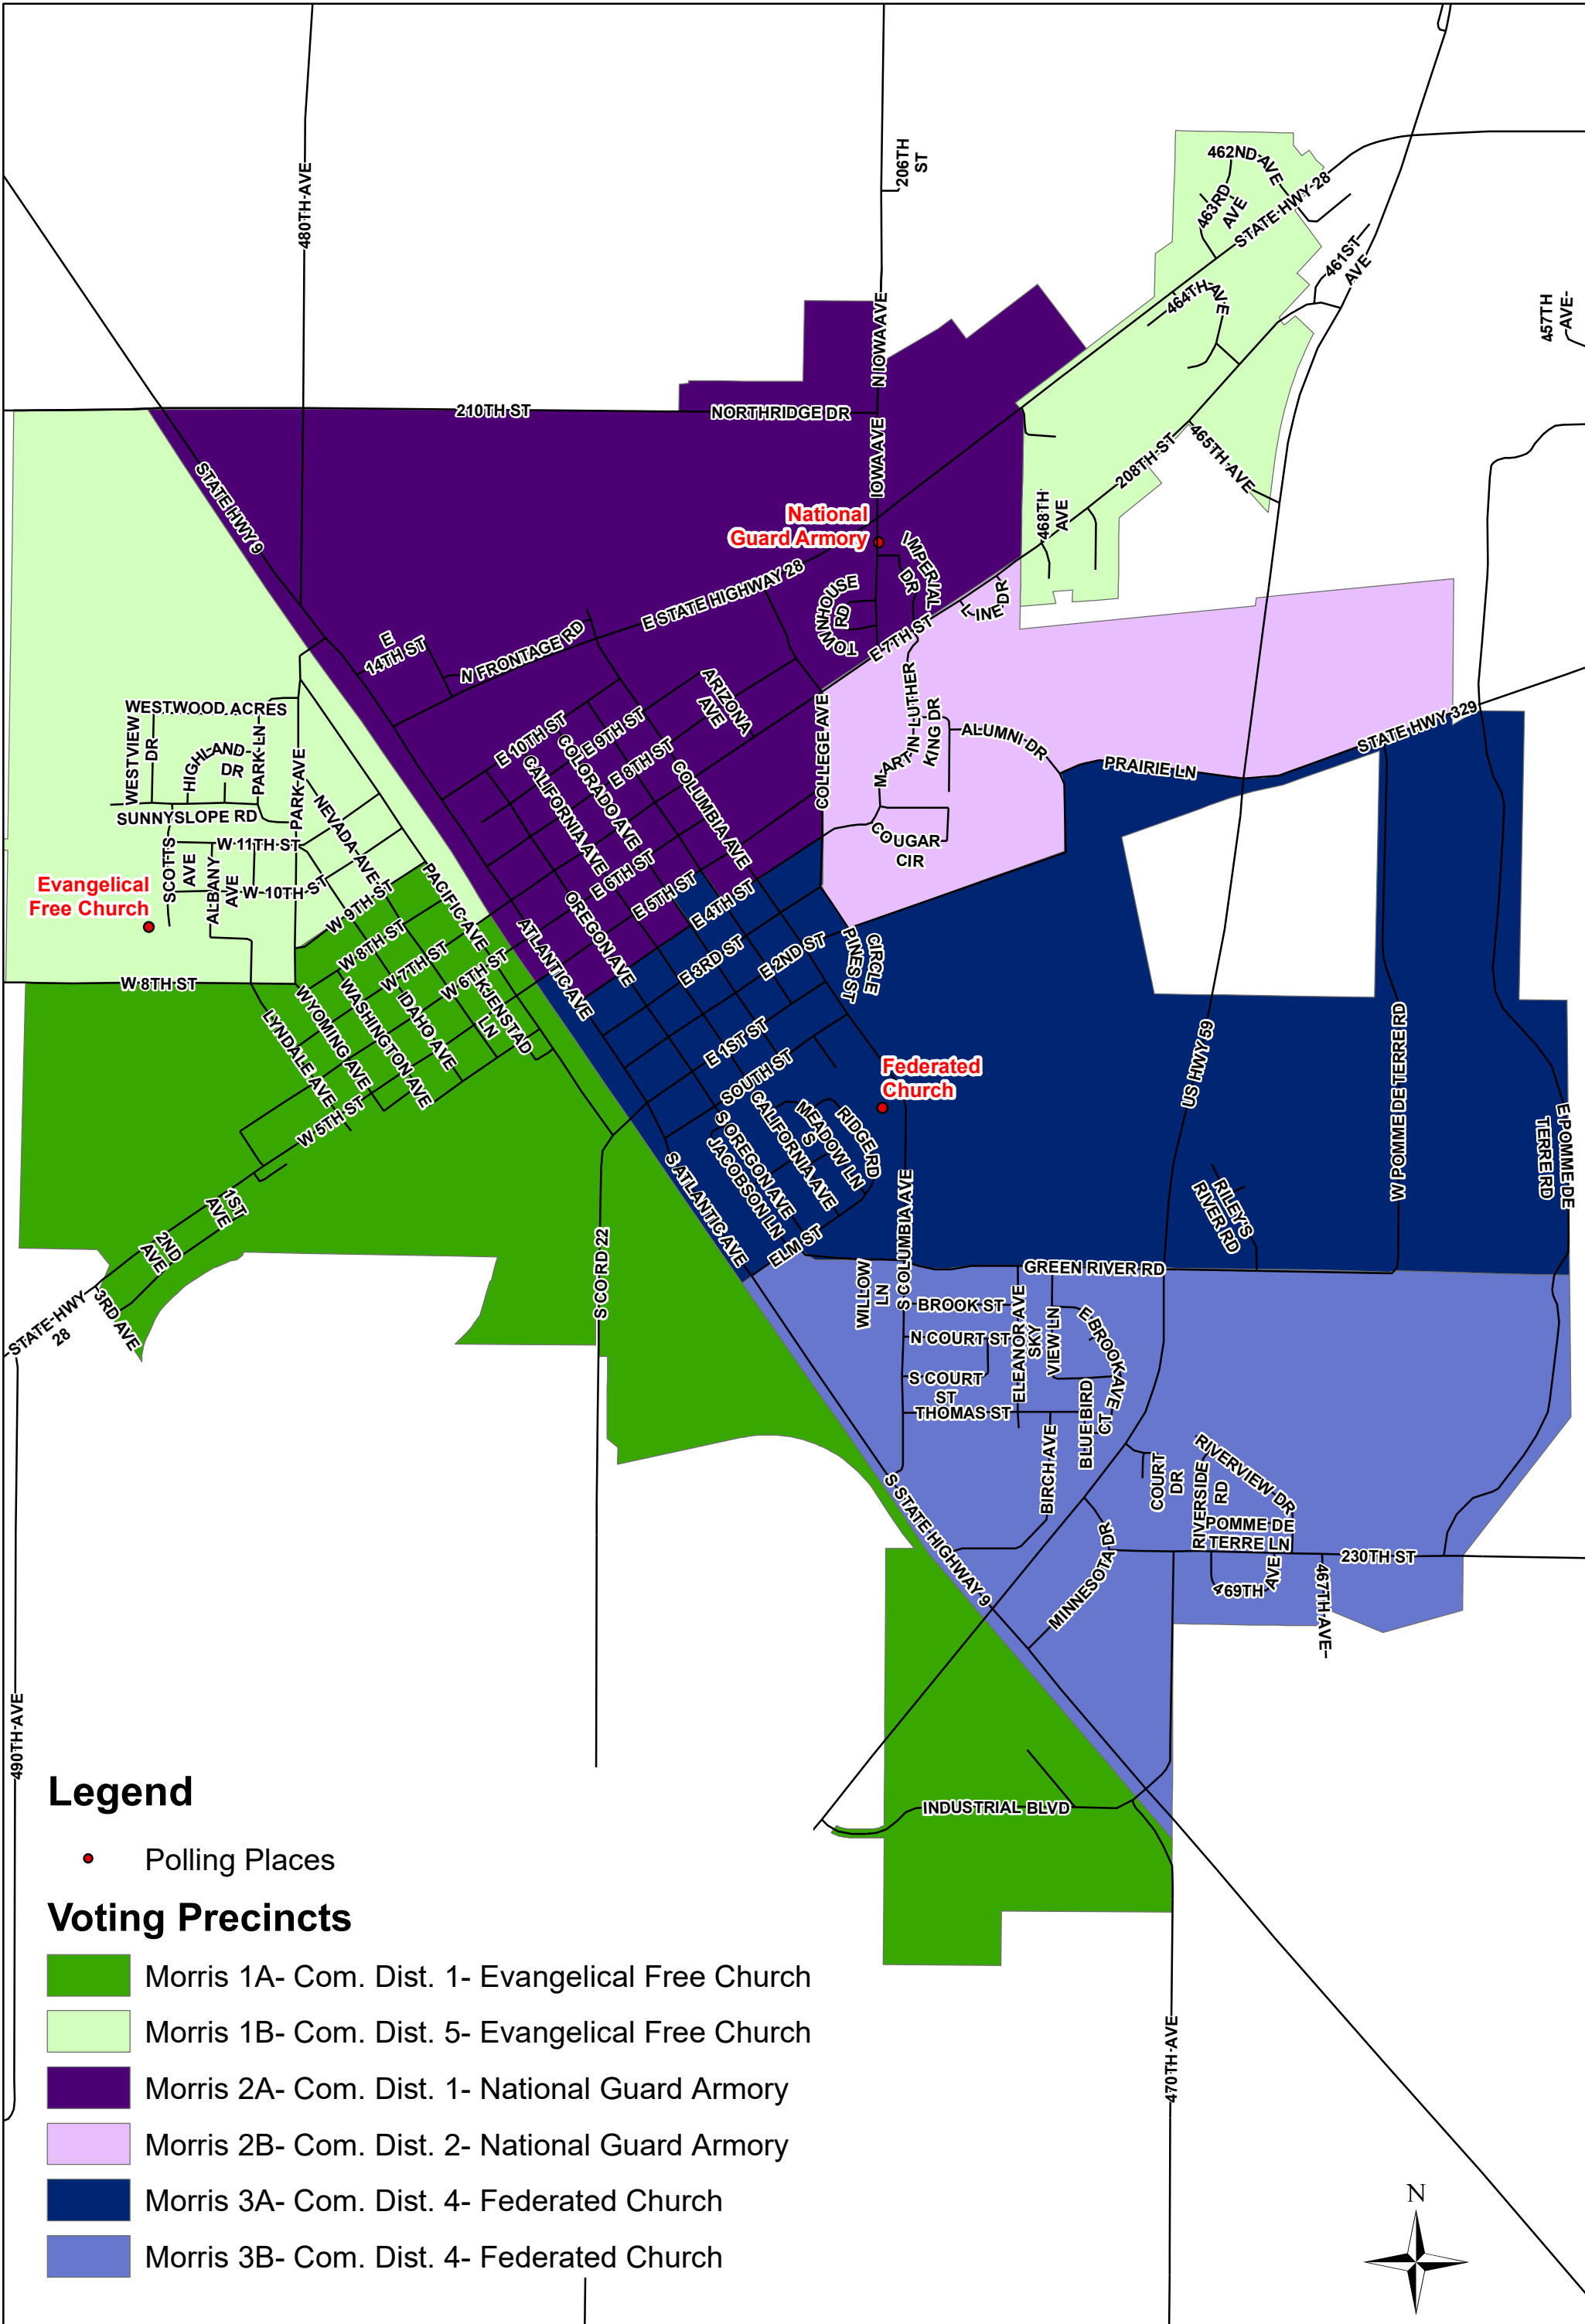 206TH
ST
480TH AVE
462ND AVE
463RD
AVE
STATE HWY 28
461ST
AVE
464TH AVE
457TH
AVE
N IOWA AVE
210TH ST
NORTHRIDGE DR
IOWA AVE
STATE HWY 9
208TH ST
465TH AVE
468TH
AVE
National
Guard Armory
IMPERIAL
DR
TOWNHOUSE
RD
LINE DR
E STATE HIGHWAY 28
E 7TH ST
E
14TH ST
N FRONTAGE RD
ARIZONA
AVE
WESTWOOD ACRES
WESTVIEW
DR
HIGHLAND
DR
PARK LN
PARK AVE
SUNNYSLOPE RD
NEVADA AVE
W 11TH ST
SCOTTS
AVE
ALBANY
AVE
W 10TH ST
Evangelical
Free Church
W 9TH ST
W 8TH ST
W 8TH ST
W 7TH ST
W 6TH ST
PACIFIC AVE
KJENSTAD
LN
E 10TH ST
E 9TH ST
E 8TH ST
COLORADO AVE
CALIFORNIA AVE
COLUMBIA AVE
COLLEGE AVE
MARTIN LUTHER
KING DR
ALUMNI DR
PRAIRIE LN
STATE HWY 329
COUGAR
CIR
E 6TH ST
E 5TH ST
E 4TH ST
E 3RD ST
E 2ND ST
OREGON AVE
ATLANTIC AVE
CIRCLE
PINES ST
LYNDALE AVE
WYOMING AVE
WASHINGTON AVE
IDAHO AVE
W 5TH ST
E 1ST ST
SOUTH ST
Federated
Church
US HWY 59
W POMME DE TERRE RD
E POMME DE
TERRE RD
RIDGE RD
MEADOW LN
S
CALIFORNIA AVE
S OREGON AVE
JACOBSON LN
S ATLANTIC AVE
ELM ST
S COLUMBIA AVE
RILEYS
RIVER RD
1ST
AVE
2ND
AVE
3RD AVE
STATE HWY
28
S CO RD 22
GREEN RIVER RD
WILLOW
LN
BROOK ST
N COURT ST
S COURT
ST
THOMAS ST
ELEANOR AVE
SKY
VIEW LN
E BROOK AVE
BLUE BIRD
CT
BIRCH AVE
COURT
DR
RIVERSIDE
RD
RIVERVIEW DR
POMME DE
TERRE LN
230TH ST
S STATE HIGHWAY 9
MINNESOTA DR
469TH
AVE
467TH AVE
490TH AVE
INDUSTRIAL BLVD
470TH AVE
Legend
Polling Places
Voting Precincts
Morris 1A- Com. Dist. 1- Evangelical Free Church
Morris 1B- Com. Dist. 5- Evangelical Free Church
Morris 2A- Com. Dist. 1- National Guard Armory
Morris 2B- Com. Dist. 2- National Guard Armory
Morris 3A- Com. Dist. 4- Federated Church
Morris 3B- Com. Dist. 4- Federated Church
N